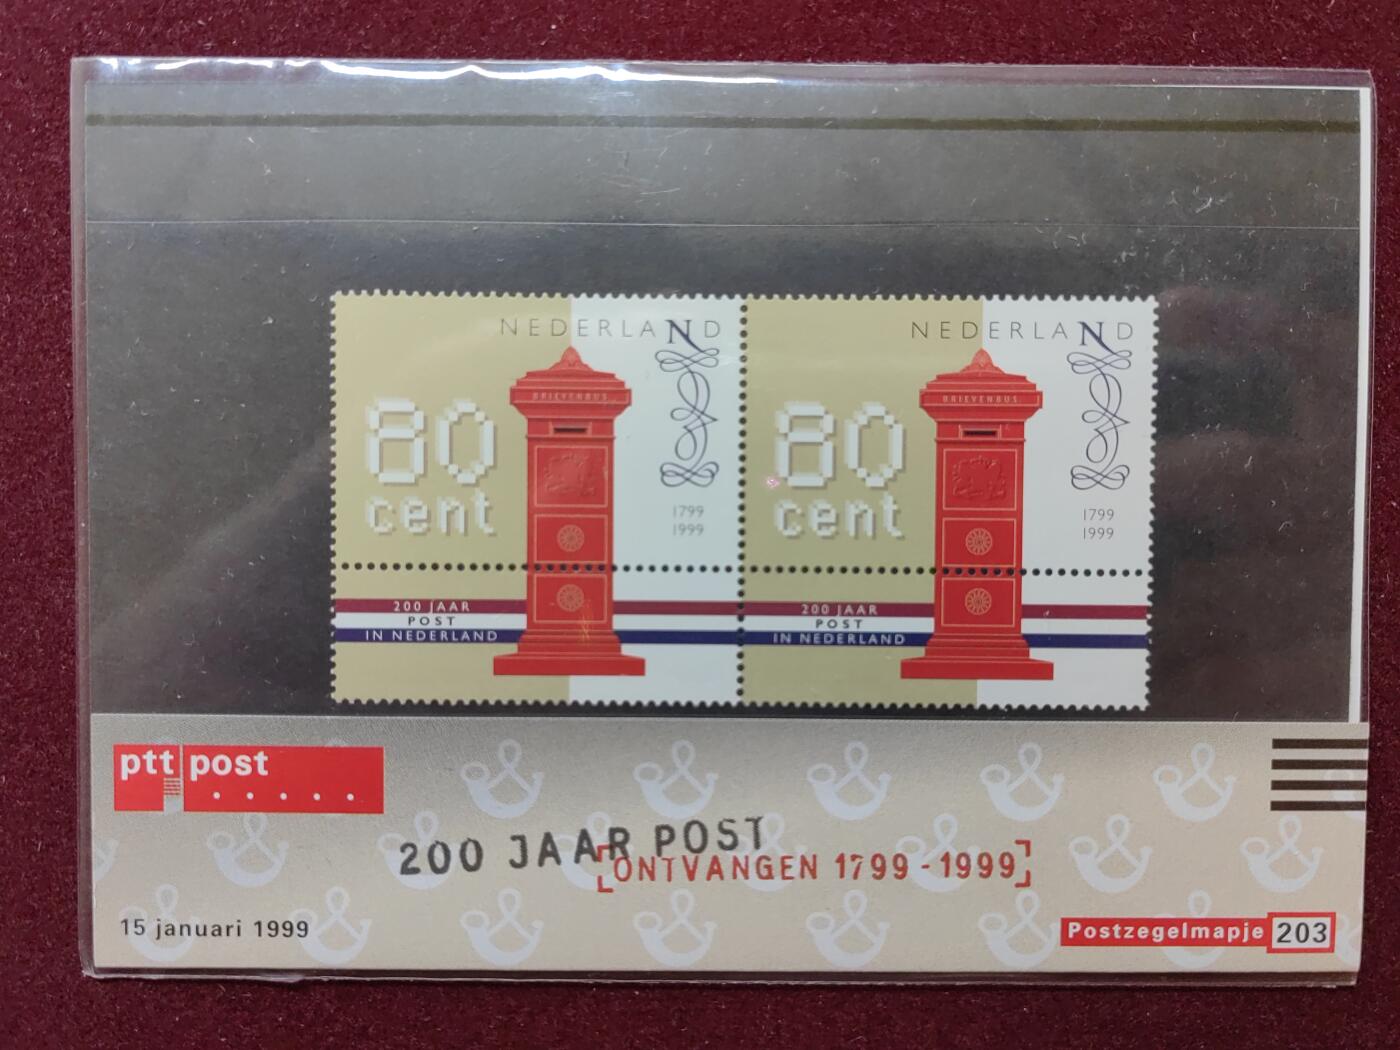 NEDERLAND
80
cent
BRIEVENBUS
1799
1999
200 JAAR
POST
IN NEDERLAND
NEDERLAND
80
cent
BRIEVENBUS
1799
1999
200 JAAR
POST
IN NEDERLAND
ptt post
200 JAAR POST
ONTVANGEN 1799-1999
15 januari 1999
Postzegelmapje 203